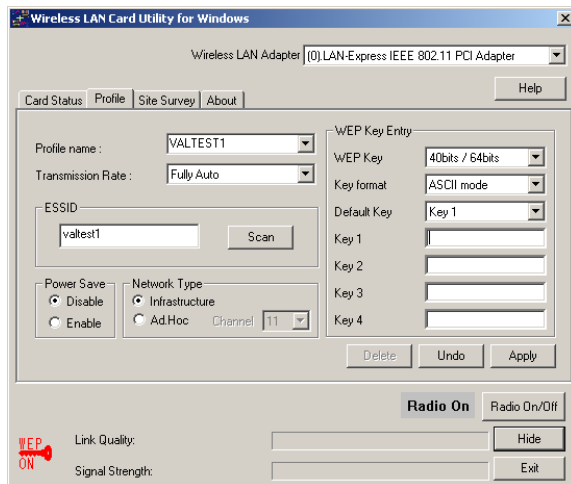 Wireless LAN Card Utility for Windows
Wireless LAN Adapter (0).LAN-Express IEEE 802.11 PCI Adapter
Help
Card Status Profile Site Survey About
Profile name : VALTEST1
Transmission Rate : Fully Auto
ESSID
valtest1 Scan
Power Save
Disable
Enable
Network Type
Infrastructure
Ad.Hoc Channel 11
WEP Key Entry
WEP Key 40bits / 64bits
Key format ASCII mode
Default Key Key 1
Key 1
Key 2
Key 3
Key 4
Delete Undo Apply
Radio On Radio On/Off
WEP
ON
Link Quality: Hide
Signal Strength: Exit